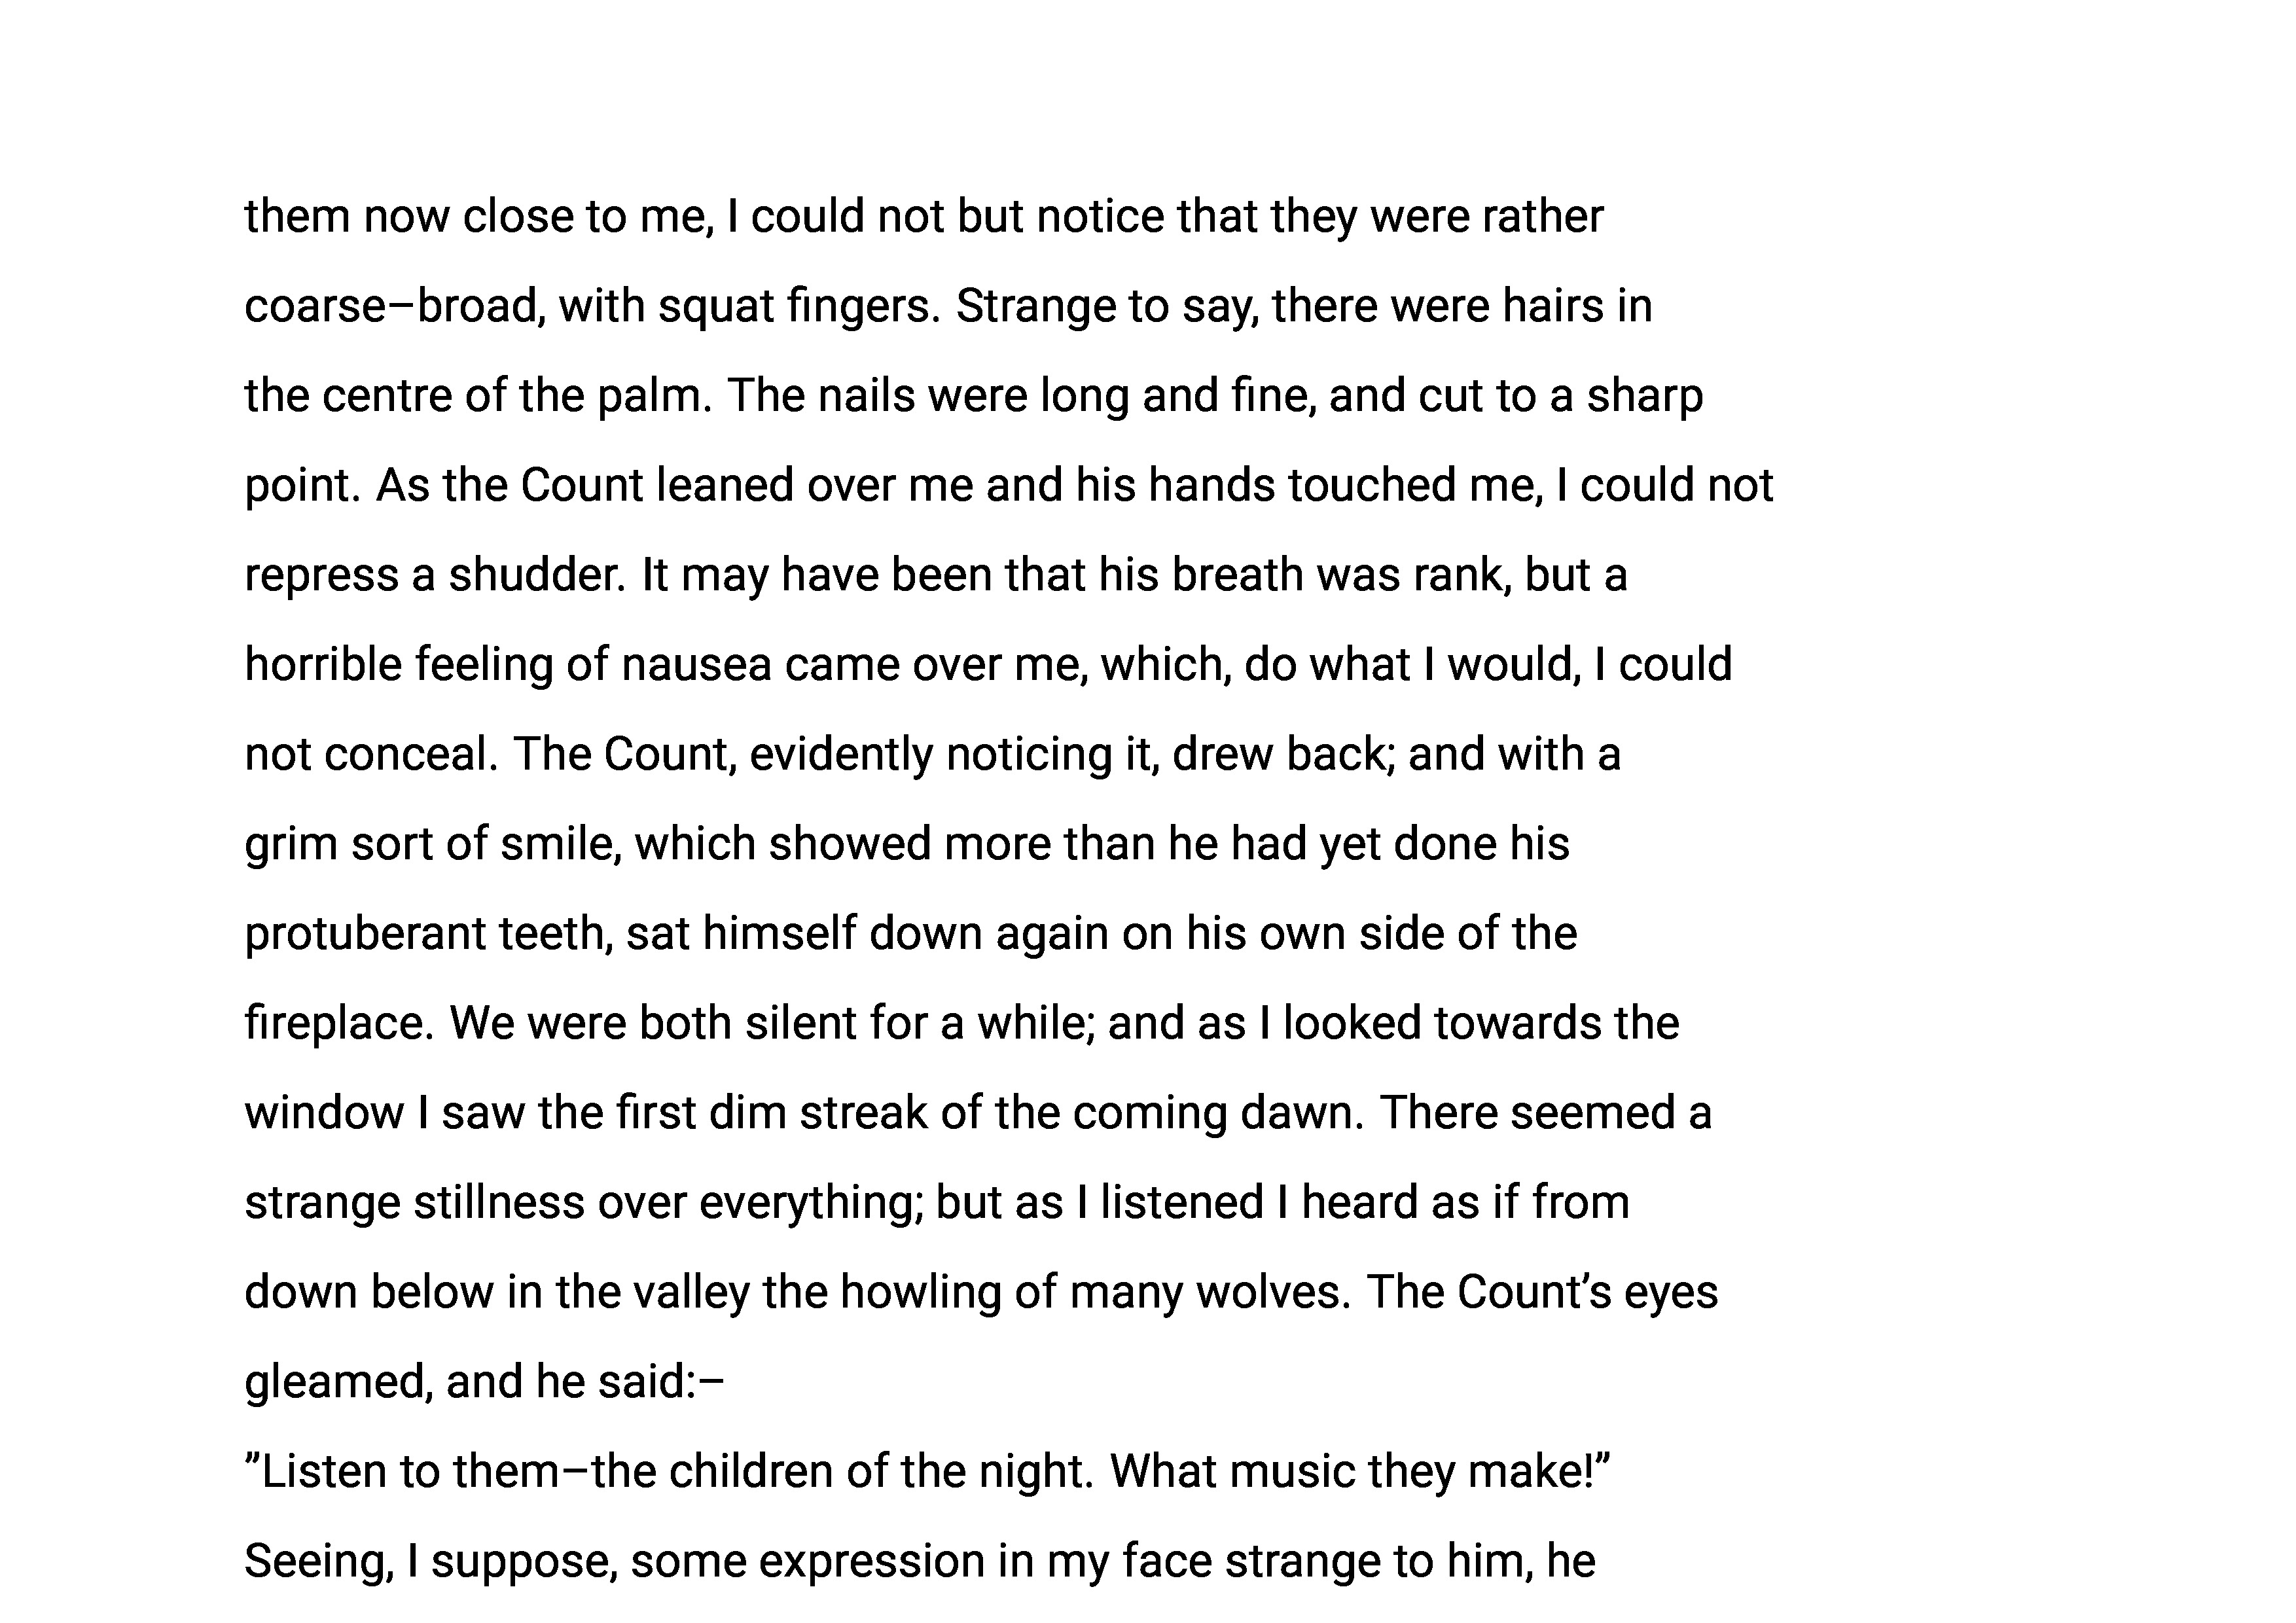 them now close to me, I could not but notice that they were rather
coarse–broad, with squat fingers. Strange to say, there were hairs in
the centre of the palm. The nails were long and fine, and cut to a sharp
point. As the Count leaned over me and his hands touched me, I could not
repress a shudder. It may have been that his breath was rank, but a
horrible feeling of nausea came over me, which, do what I would, I could
not conceal. The Count, evidently noticing it, drew back; and with a
grim sort of smile, which showed more than he had yet done his
protuberant teeth, sat himself down again on his own side of the
fireplace. We were both silent for a while; and as I looked towards the
window I saw the first dim streak of the coming dawn. There seemed a
strange stillness over everything; but as I listened I heard as if from
down below in the valley the howling of many wolves. The Count’s eyes
gleamed, and he said:–
”Listen to them–the children of the night. What music they make!”
Seeing, I suppose, some expression in my face strange to him, he